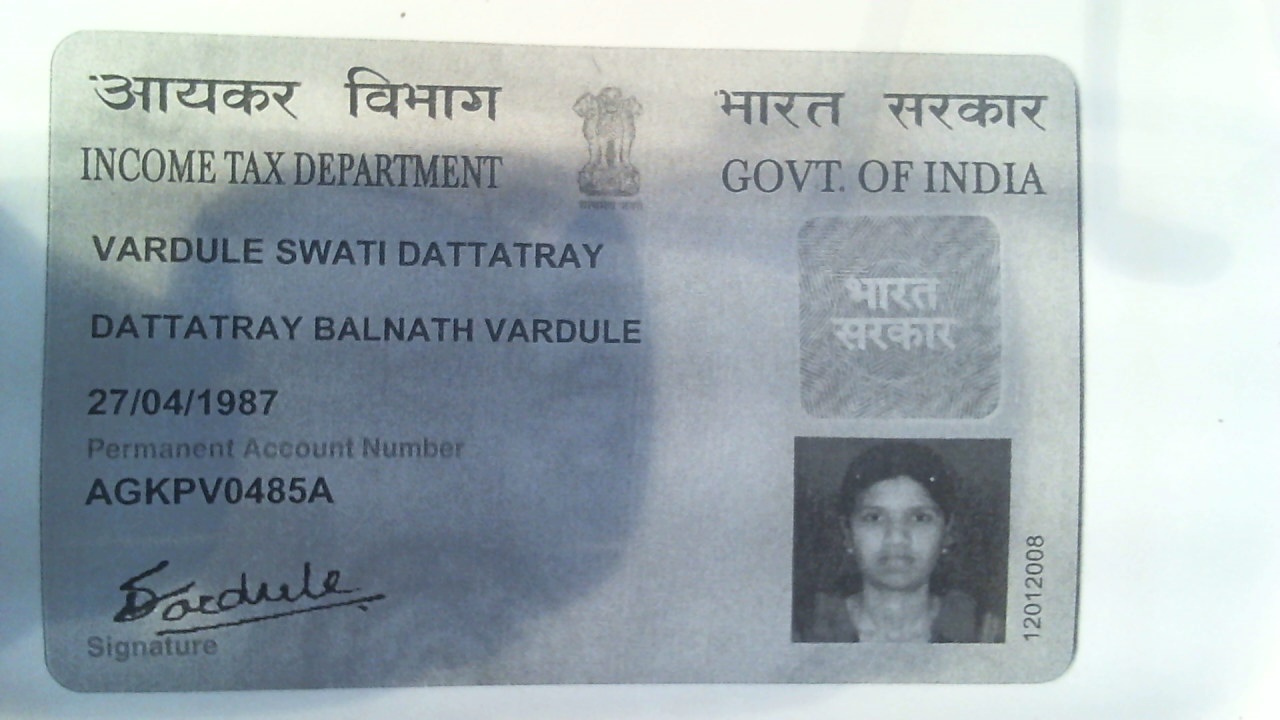 आयकर विभाग
INCOME TAX DEPARTMENT
भारत सरकार
GOVT. OF INDIA
VARDULE SWATI DATTATRAY
DATTATRAY BALNATH VARDULE
27/04/1987
Permanent Account Number
AGKPV0485A
भारत
सरकार
Vardule
Signature
12012008